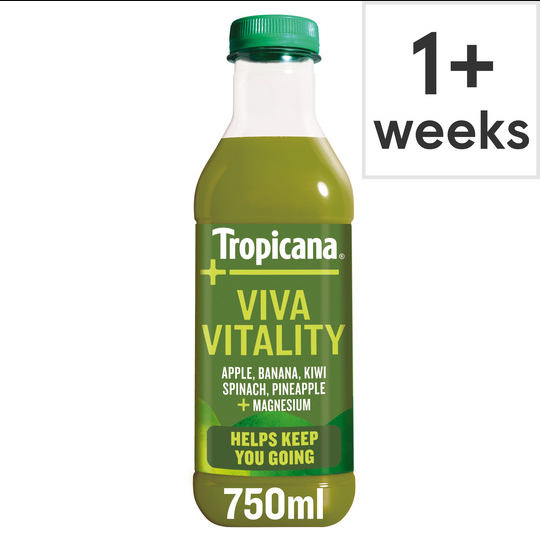 1+
weeks
Tropicana®
+
VIVA
VITALITY
APPLE, BANANA, KIWI
SPINACH, PINEAPPLE
+ MAGNESIUM
HELPS KEEP
YOU GOING
750ml